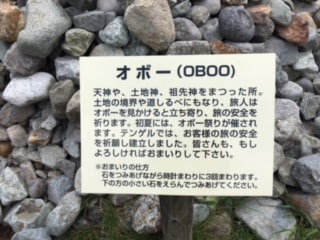 オボー(OBOO)
天神や、土地神、祖先神をまつった所。
土地の境界や道しるべにもなり、旅人は
オボーを見かけると立ち寄り、旅の安全を
祈ります。初夏には、オボー祭りが催され
ます。テンゲルでは、お客様の旅の安全
を祈願し建立しました。皆さんも、もし
よろしければおまいりして下さい。
※おまいりの仕方
石をつみあげながら時計まわりに3回まわります。
下の方の小さい石をえらんでつみあげてください。